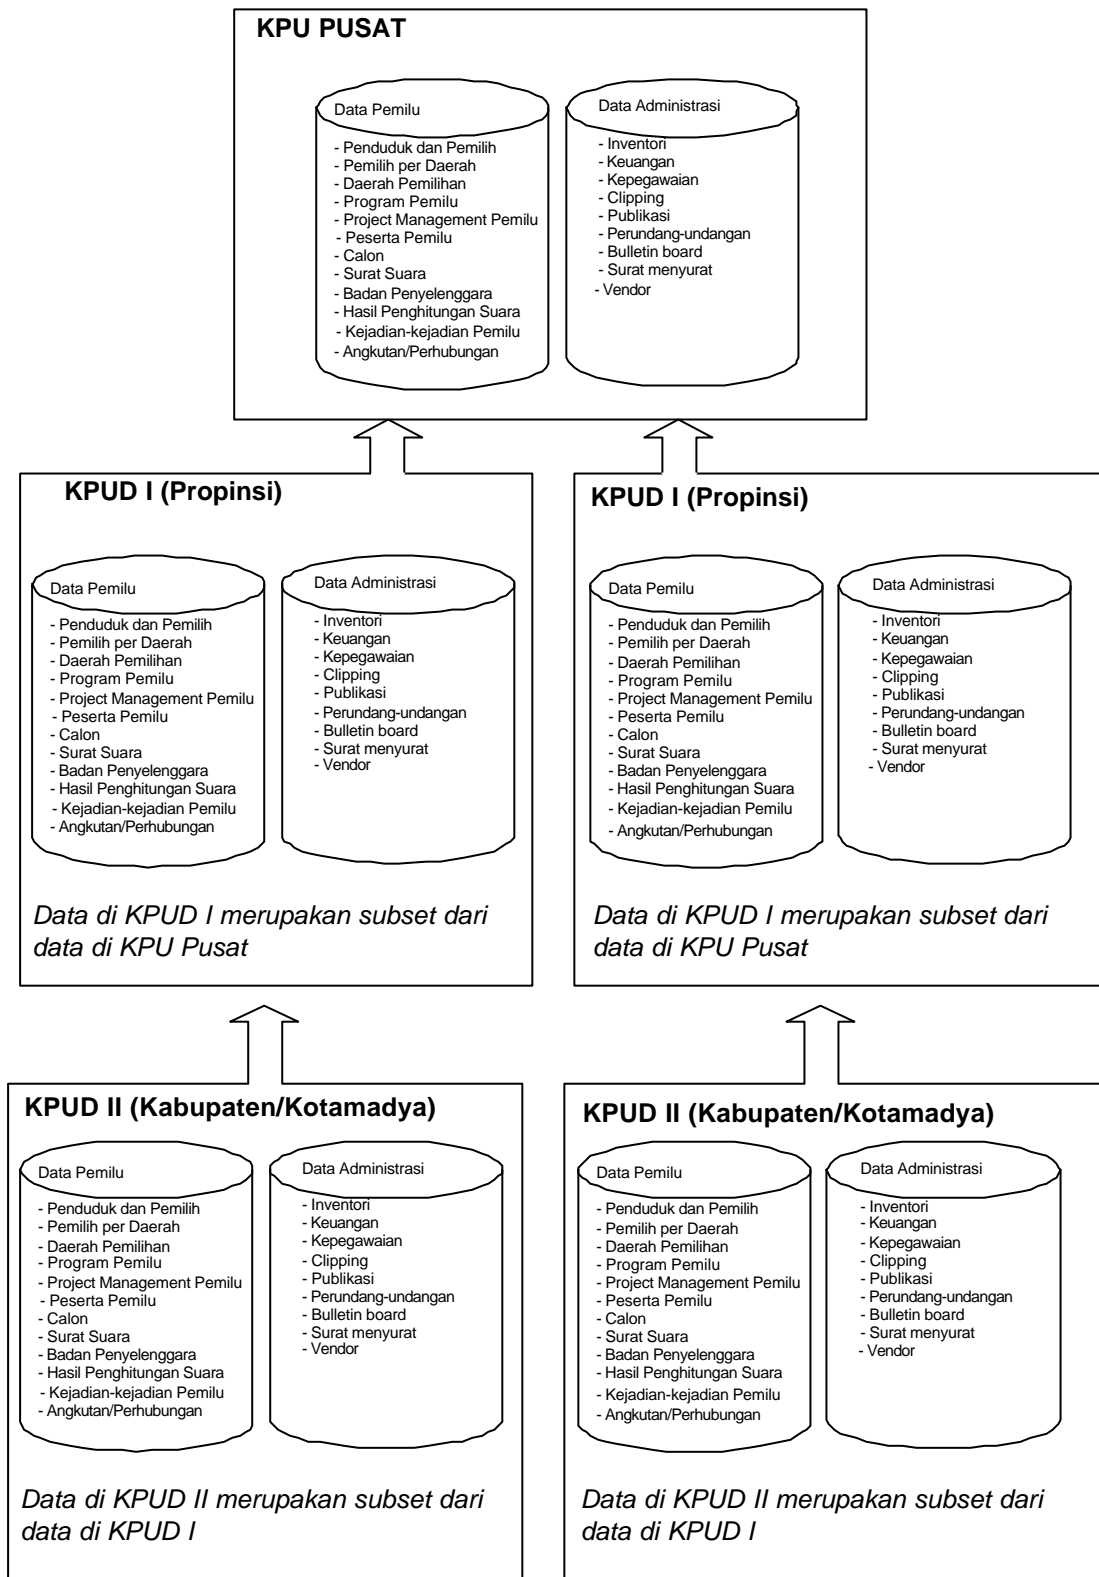 KPU PUSAT
Data Pemilu
- Penduduk dan Pemilih
- Pemilih per Daerah
- Daerah Pemilihan
- Program Pemilu
- Project Management Pemilu
- Peserta Pemilu
- Calon
- Surat Suara
- Badan Penyelenggara
- Hasil Penghitungan Suara
- Kejadian-kejadian Pemilu
- Angkutan/Perhubungan
Data Administrasi
- Inventori
- Keuangan
- Kepegawaian
- Clipping
- Publikasi
- Perundang-undangan
- Bulletin board
- Surat menyurat
- Vendor
KPUD I (Propinsi)
Data Pemilu
- Penduduk dan Pemilih
- Pemilih per Daerah
- Daerah Pemilihan
- Program Pemilu
- Project Management Pemilu
- Peserta Pemilu
- Calon
- Surat Suara
- Badan Penyelenggara
- Hasil Penghitungan Suara
- Kejadian-kejadian Pemilu
- Angkutan/Perhubungan
Data Administrasi
- Inventori
- Keuangan
- Kepegawaian
- Clipping
- Publikasi
- Perundang-undangan
- Bulletin board
- Surat menyurat
- Vendor
Data di KPUD I merupakan subset dari
data di KPU Pusat
KPUD I (Propinsi)
Data Pemilu
- Penduduk dan Pemilih
- Pemilih per Daerah
- Daerah Pemilihan
- Program Pemilu
- Project Management Pemilu
- Peserta Pemilu
- Calon
- Surat Suara
- Badan Penyelenggara
- Hasil Penghitungan Suara
- Kejadian-kejadian Pemilu
- Angkutan/Perhubungan
Data Administrasi
- Inventori
- Keuangan
- Kepegawaian
- Clipping
- Publikasi
- Perundang-undangan
- Bulletin board
- Surat menyurat
- Vendor
Data di KPUD I merupakan subset dari
data di KPU Pusat
KPUD II (Kabupaten/Kotamadya)
Data Pemilu
- Penduduk dan Pemilih
- Pemilih per Daerah
- Daerah Pemilihan
- Program Pemilu
- Project Management Pemilu
- Peserta Pemilu
- Calon
- Surat Suara
- Badan Penyelenggara
- Hasil Penghitungan Suara
- Kejadian-kejadian Pemilu
- Angkutan/Perhubungan
Data Administrasi
- Inventori
- Keuangan
- Kepegawaian
- Clipping
- Publikasi
- Perundang-undangan
- Bulletin board
- Surat menyurat
- Vendor
Data di KPUD II merupakan subset dari
data di KPUD I
KPUD II (Kabupaten/Kotamadya)
Data Pemilu
- Penduduk dan Pemilih
- Pemilih per Daerah
- Daerah Pemilihan
- Program Pemilu
- Project Management Pemilu
- Peserta Pemilu
- Calon
- Surat Suara
- Badan Penyelenggara
- Hasil Penghitungan Suara
- Kejadian-kejadian Pemilu
- Angkutan/Perhubungan
Data Administrasi
- Inventori
- Keuangan
- Kepegawaian
- Clipping
- Publikasi
- Perundang-undangan
- Bulletin board
- Surat menyurat
- Vendor
Data di KPUD II merupakan subset dari
data di KPUD I